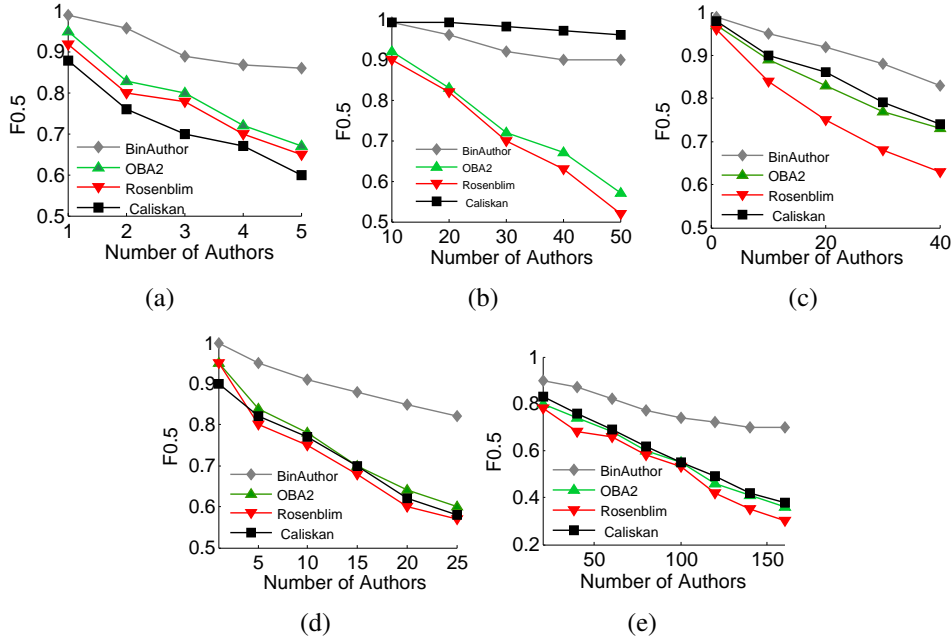 1
0.9
0.8
0.7
0.6
0.5
F0.5
BinAuthor
OBA2
Rosenblim
Caliskan
1 2 3 4 5
Number of Authors
(a)
1
0.9
0.8
0.7
0.6
0.5
F0.5
BinAuthor
OBA2
Rosenblim
Caliskan
10 20 30 40 50
Number of Authors
(b)
1
0.9
0.8
0.7
0.6
0.5
F0.5
BinAuthor
OBA2
Rosenblim
Caliskan
0 20 40
Number of Authors
(c)
1
0.9
0.8
0.7
0.6
0.5
F0.5
BinAuthor
OBA2
Rosenblim
Caliskan
5 10 15 20 25
Number of Authors
(d)
1
0.8
0.6
0.4
0.2
F0.5
BinAuthor
OBA2
Rosenblim
Caliskan
50 100 150
Number of Authors
(e)